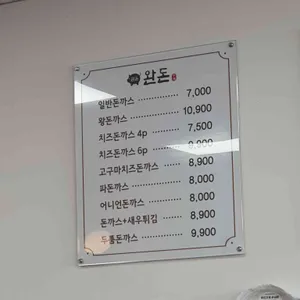 완돈
일반돈까스 7,000
왕돈까스 10,900
치즈돈까스 4p 7,500
치즈돈까스 6p
고구마치즈돈까스 8,900
파돈까스 8,000
어니언돈까스 8,000
돈까스+새우튀김 8,900
두툼돈까스 9,900